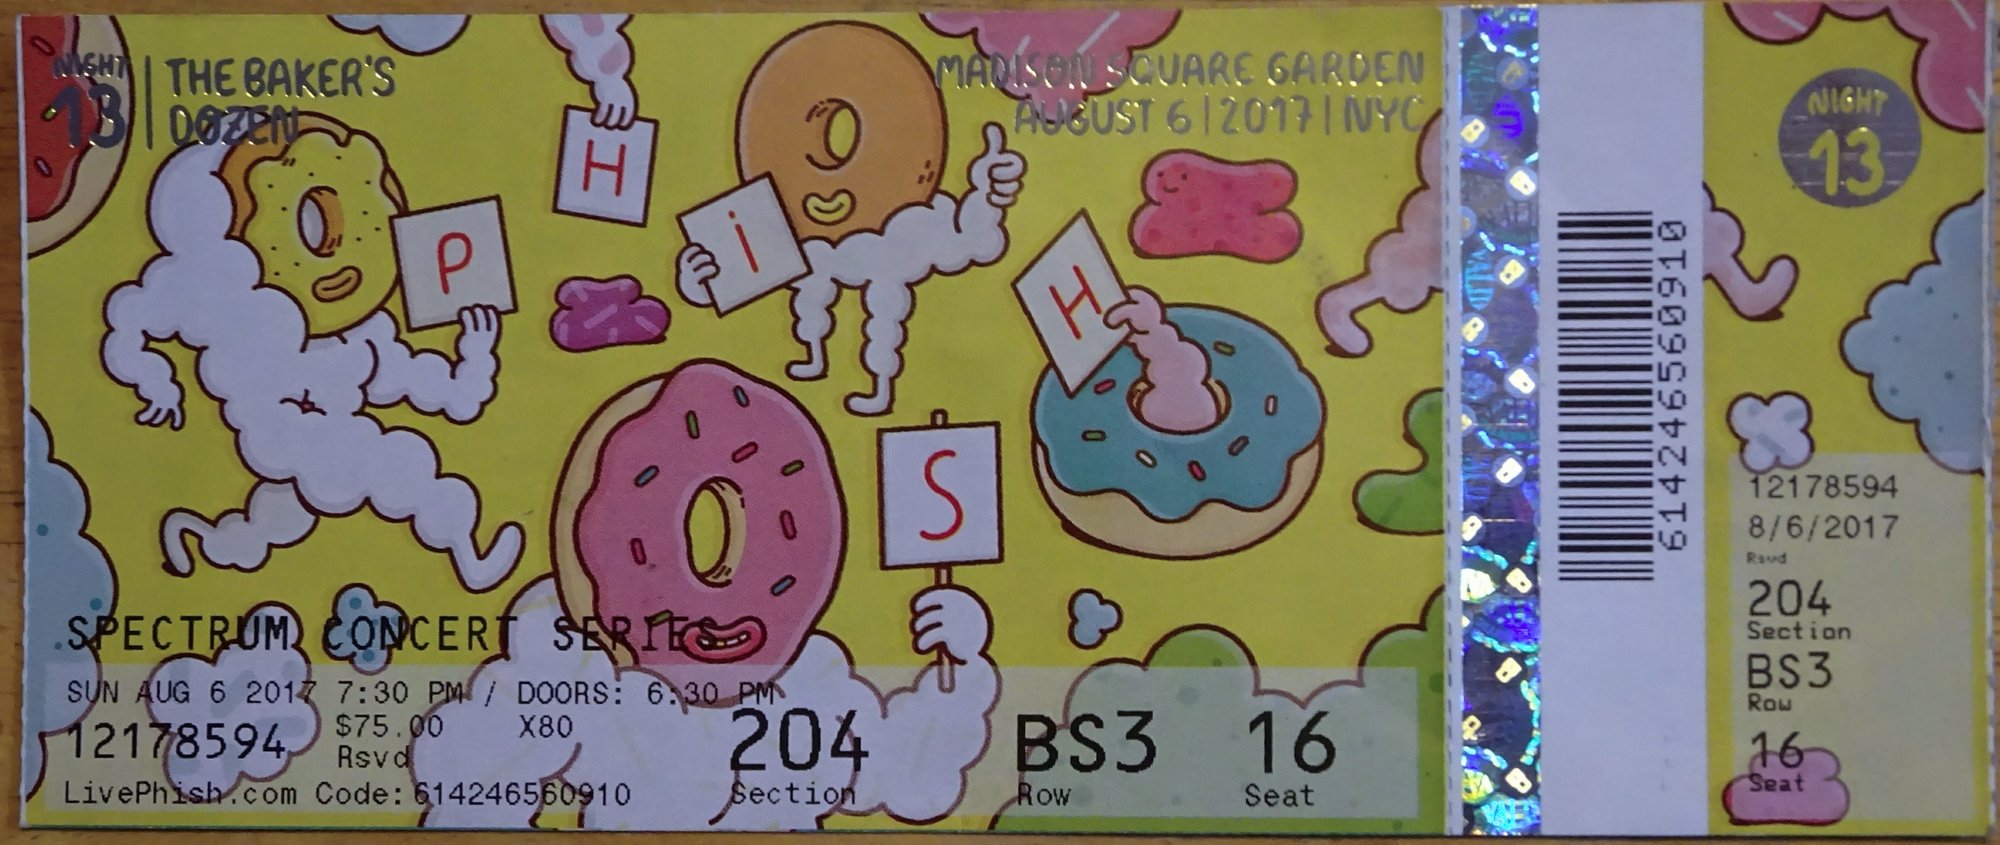 NIGHT
13
THE BAKER'S
DOZEN
MADISON SQUARE GARDEN
AUGUST 6 | 2017 | NYC
P
H
i
S
H
SPECTRUM CONCERT SERIES
SUN AUG 6 2017 7:30 PM / DOORS: 6:30 PM
12178594
$75.00 X80
Rsvd
LivePhish.com Code: 614246560910
204
Section
BS3
Row
16
Seat
VALID
614246560910
NIGHT
13
12178594
8/6/2017
Rsvd
204
Section
BS3
Row
16
Seat